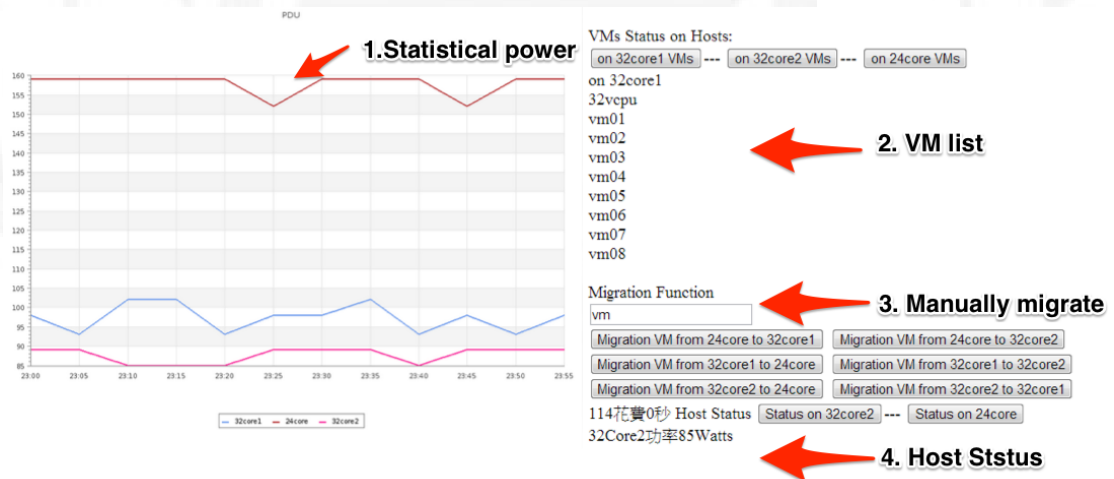 PDU
1.Statistical power
160
155
150
145
140
135
130
125
120
115
110
105
100
95
90
85
23:00 23:05 23:10 23:15 23:20 23:25 23:30 23:35 23:40 23:45 23:50 23:55
32core1 24core 32core2
VMs Status on Hosts:
on 32core1 VMs --- on 32core2 VMs --- on 24core VMs
on 32core1
32vcpu
vm01
vm02
vm03
vm04
vm05
vm06
vm07
vm08
2. VM list
Migration Function
vm
3. Manually migrate
Migration VM from 24core to 32core1 Migration VM from 24core to 32core2
Migration VM from 32core1 to 24core Migration VM from 32core1 to 32core2
Migration VM from 32core2 to 24core Migration VM from 32core2 to 32core1
114花費0秒 Host Status Status on 32core2 --- Status on 24core
32Core2功率85Watts
4. Host Ststus